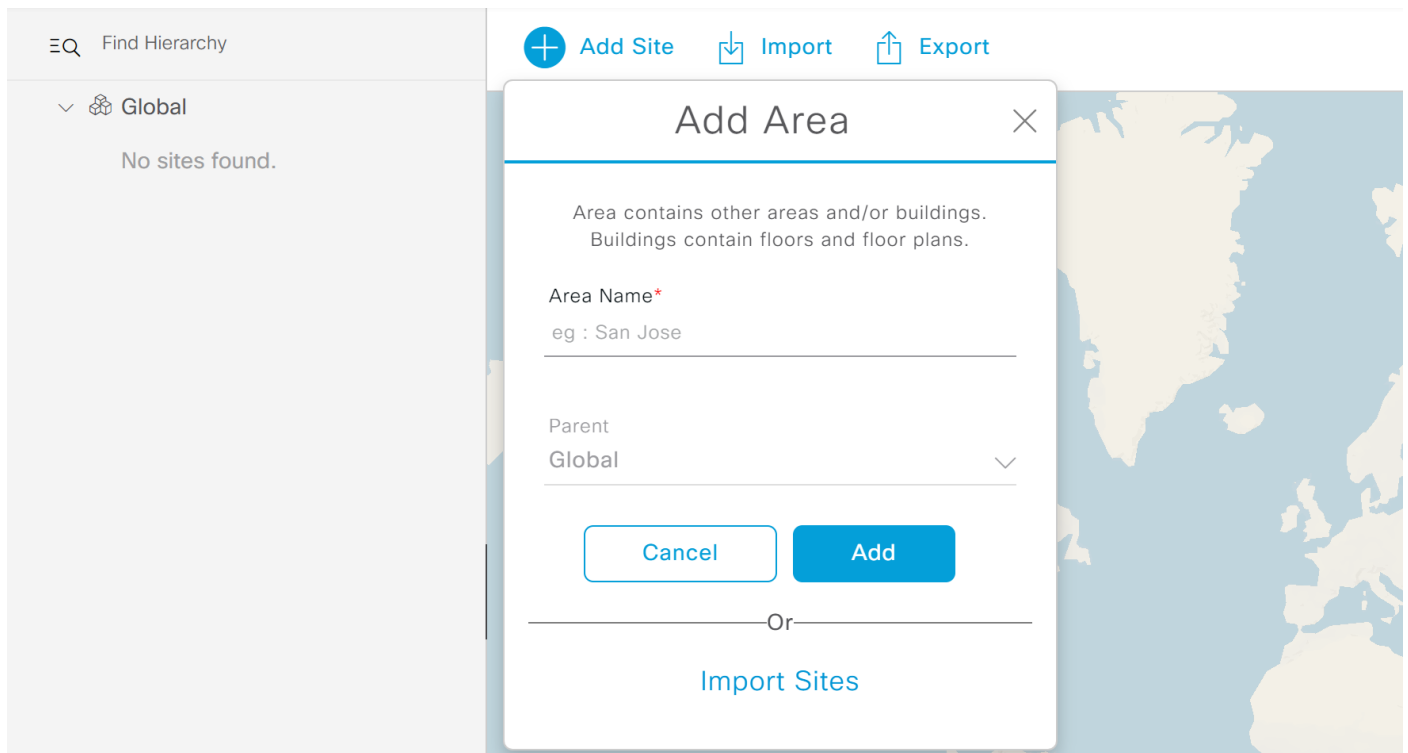 Find Hierarchy
Global
No sites found.
Add Site
Import
Export
Add Area
Area contains other areas and/or buildings.
Buildings contain floors and floor plans.
Area Name*
eg : San Jose
Parent
Global
Cancel
Add
Or
Import Sites